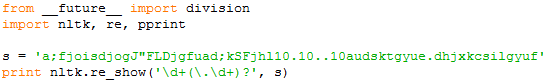 from __future__ import division
import nltk, re, pprint
s = 'a;fjoisdjogJ"FLDjgfuad;kSFjhl10.10..10audsktgyue.dhjxkcsilgyuf'
print nltk.re_show('\d+(\.\d+)?', s)